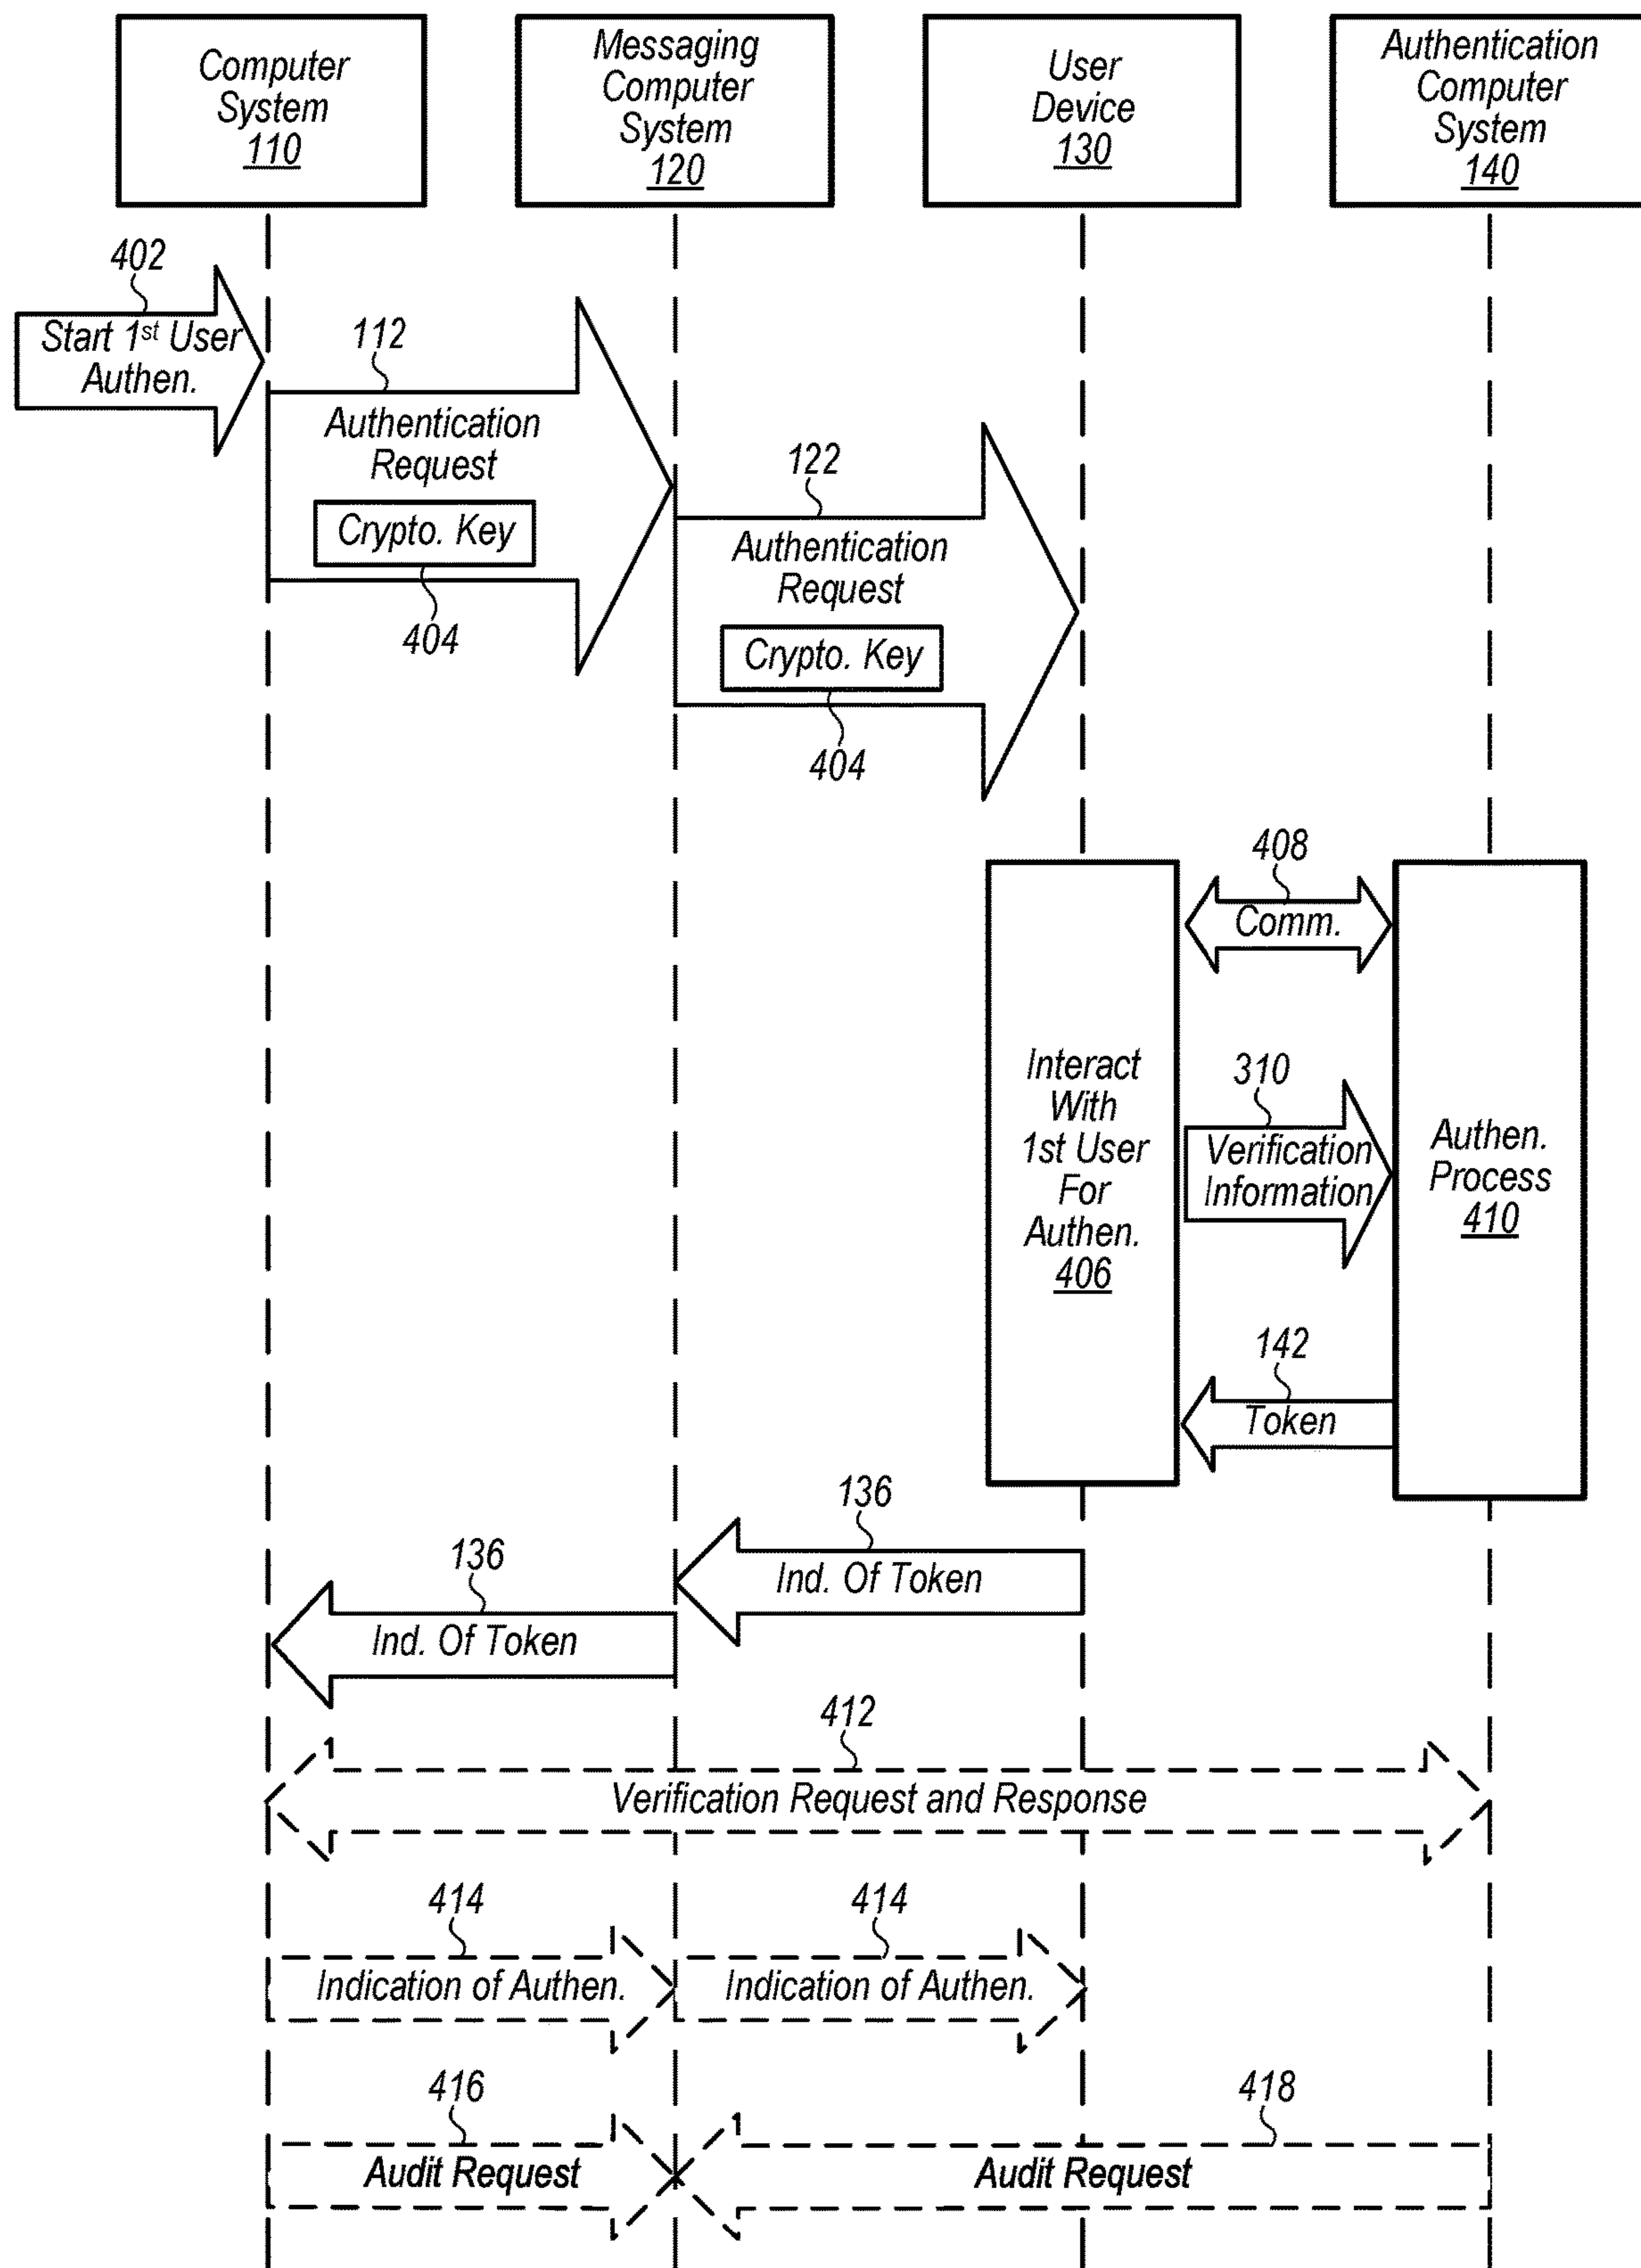 Computer
System
110
Messaging
Computer
System
120
User
Device
130
Authentication
Computer
System
140
402
Start 1st User
Authen.
112
Authentication
Request
Crypto. Key
404
122
Authentication
Request
Crypto. Key
404
408
Comm.
Interact
With
1st User
For
Authen.
406
310
Verification
Information
Authen.
Process
410
142
Token
136
Ind. Of Token
136
Ind. Of Token
412
Verification Request and Response
414
Indication of Authen.
414
Indication of Authen.
416
Audit Request
418
Audit Request